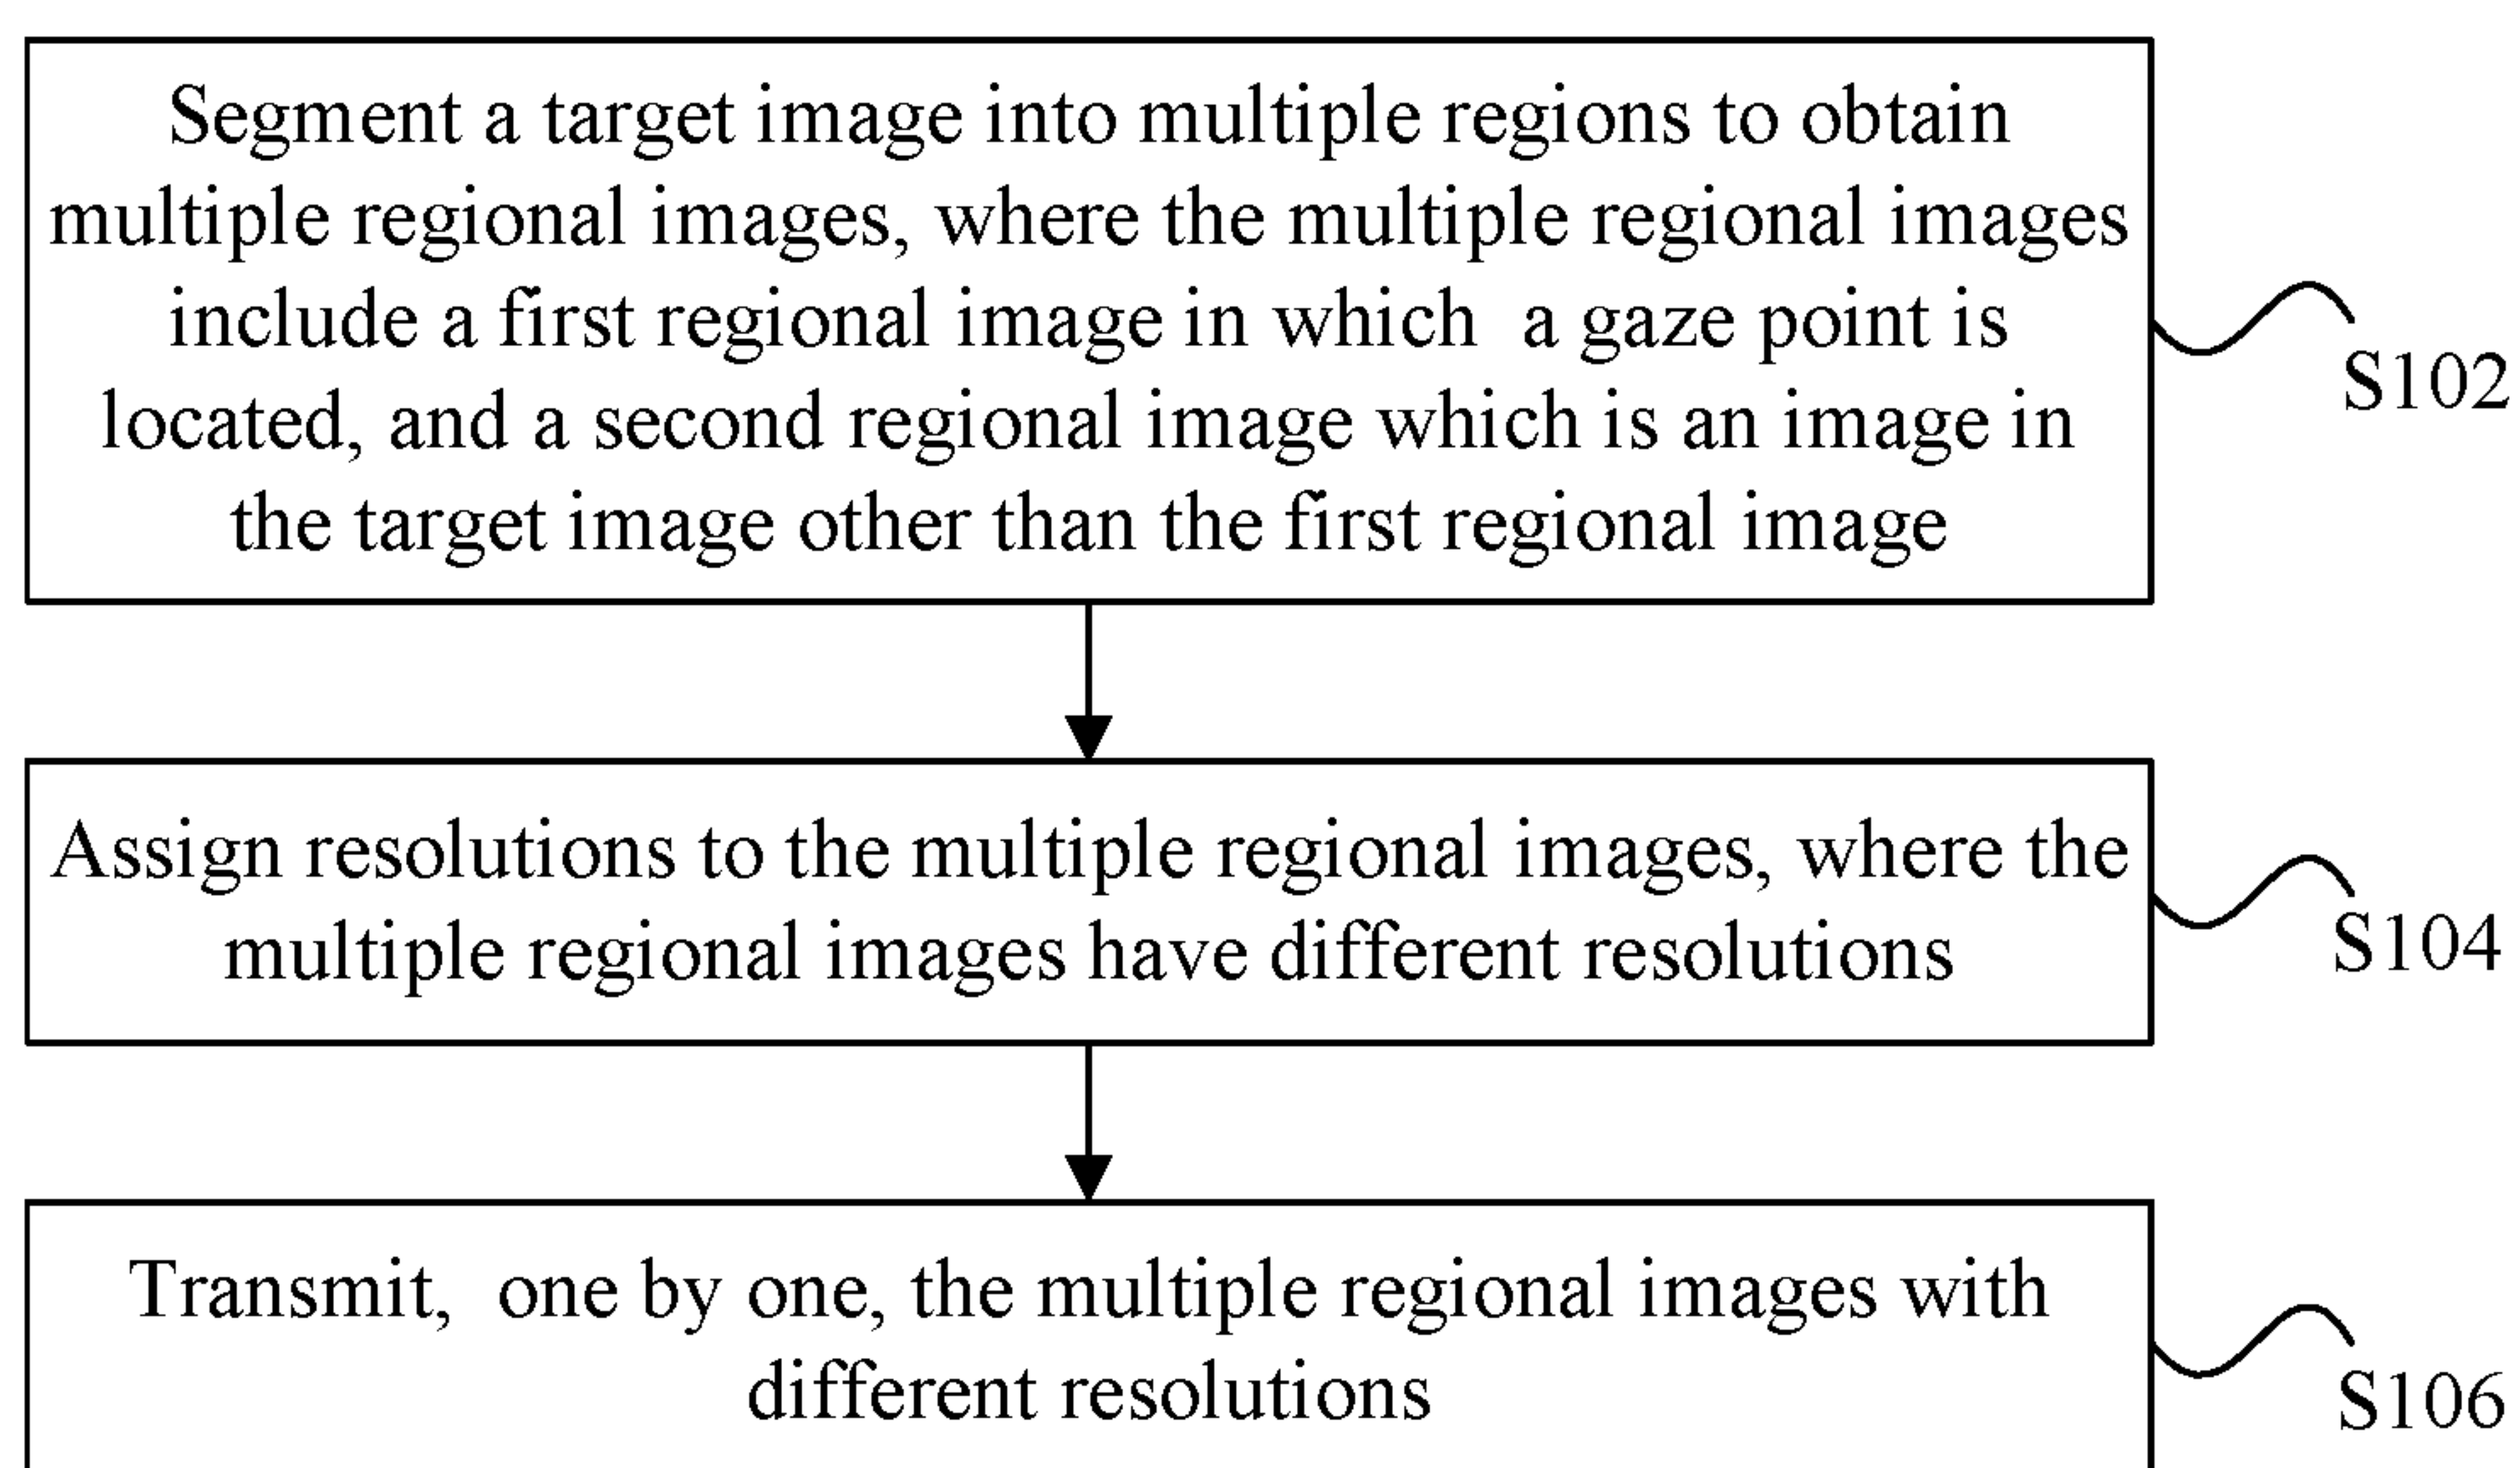 Segment a target image into multiple regions to obtain
multiple regional images, where the multiple regional images
include a first regional image in which a gaze point is
located, and a second regional image which is an image in
the target image other than the first regional image
S102
Assign resolutions to the multiple regional images, where the
multiple regional images have different resolutions
S104
Transmit, one by one, the multiple regional images with
different resolutions
S106